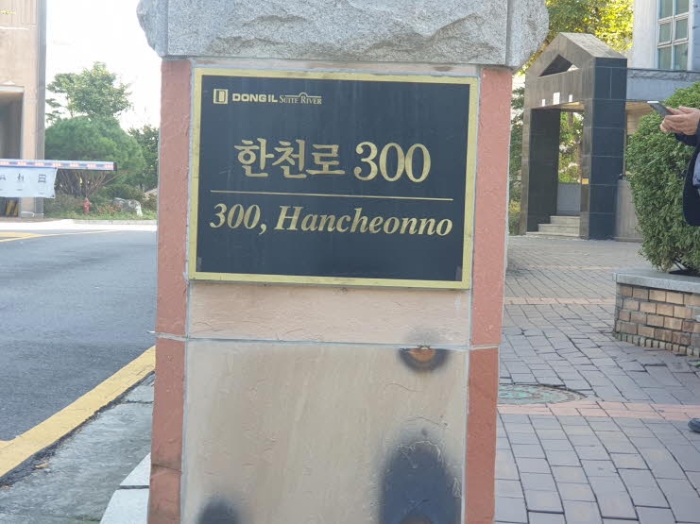 DONGIL SUITE RIVER
한천로 300
300, Hancheonno